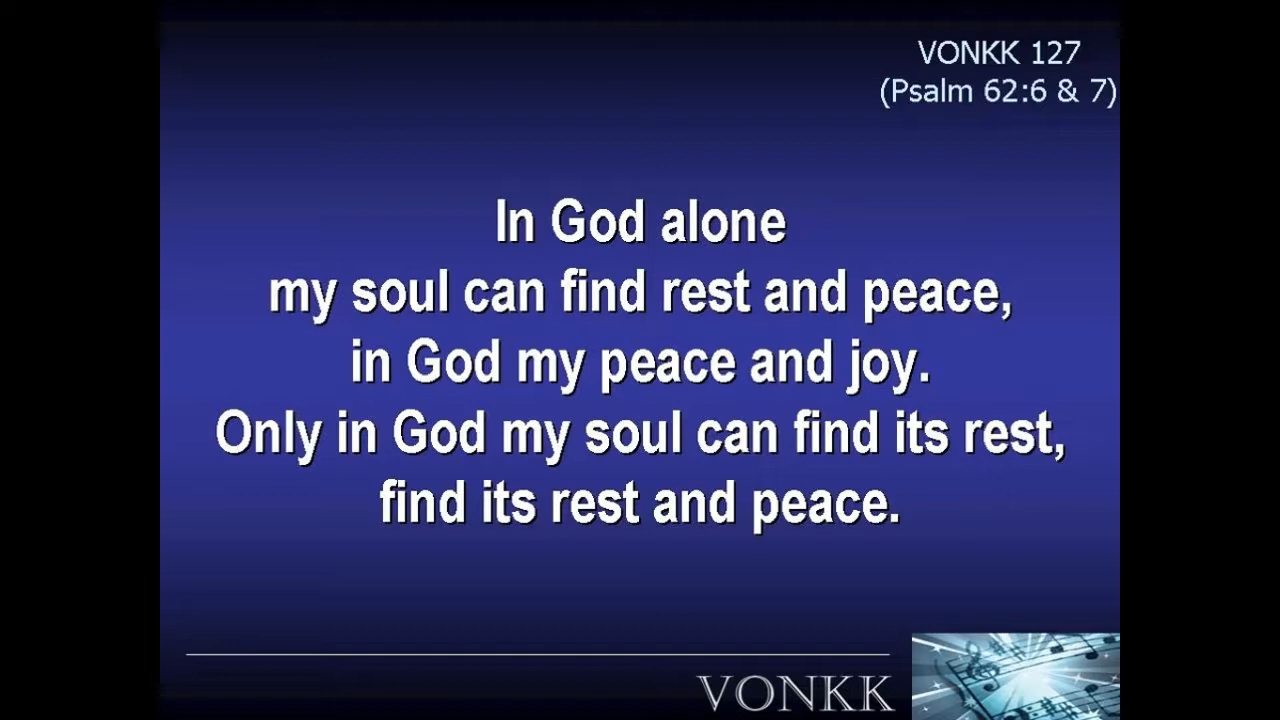 VONKK 127
(Psalm 62:6 & 7)
In God alone
my soul can find rest and peace,
in God my peace and joy.
Only in God my soul can find its rest,
find its rest and peace.
VONKK